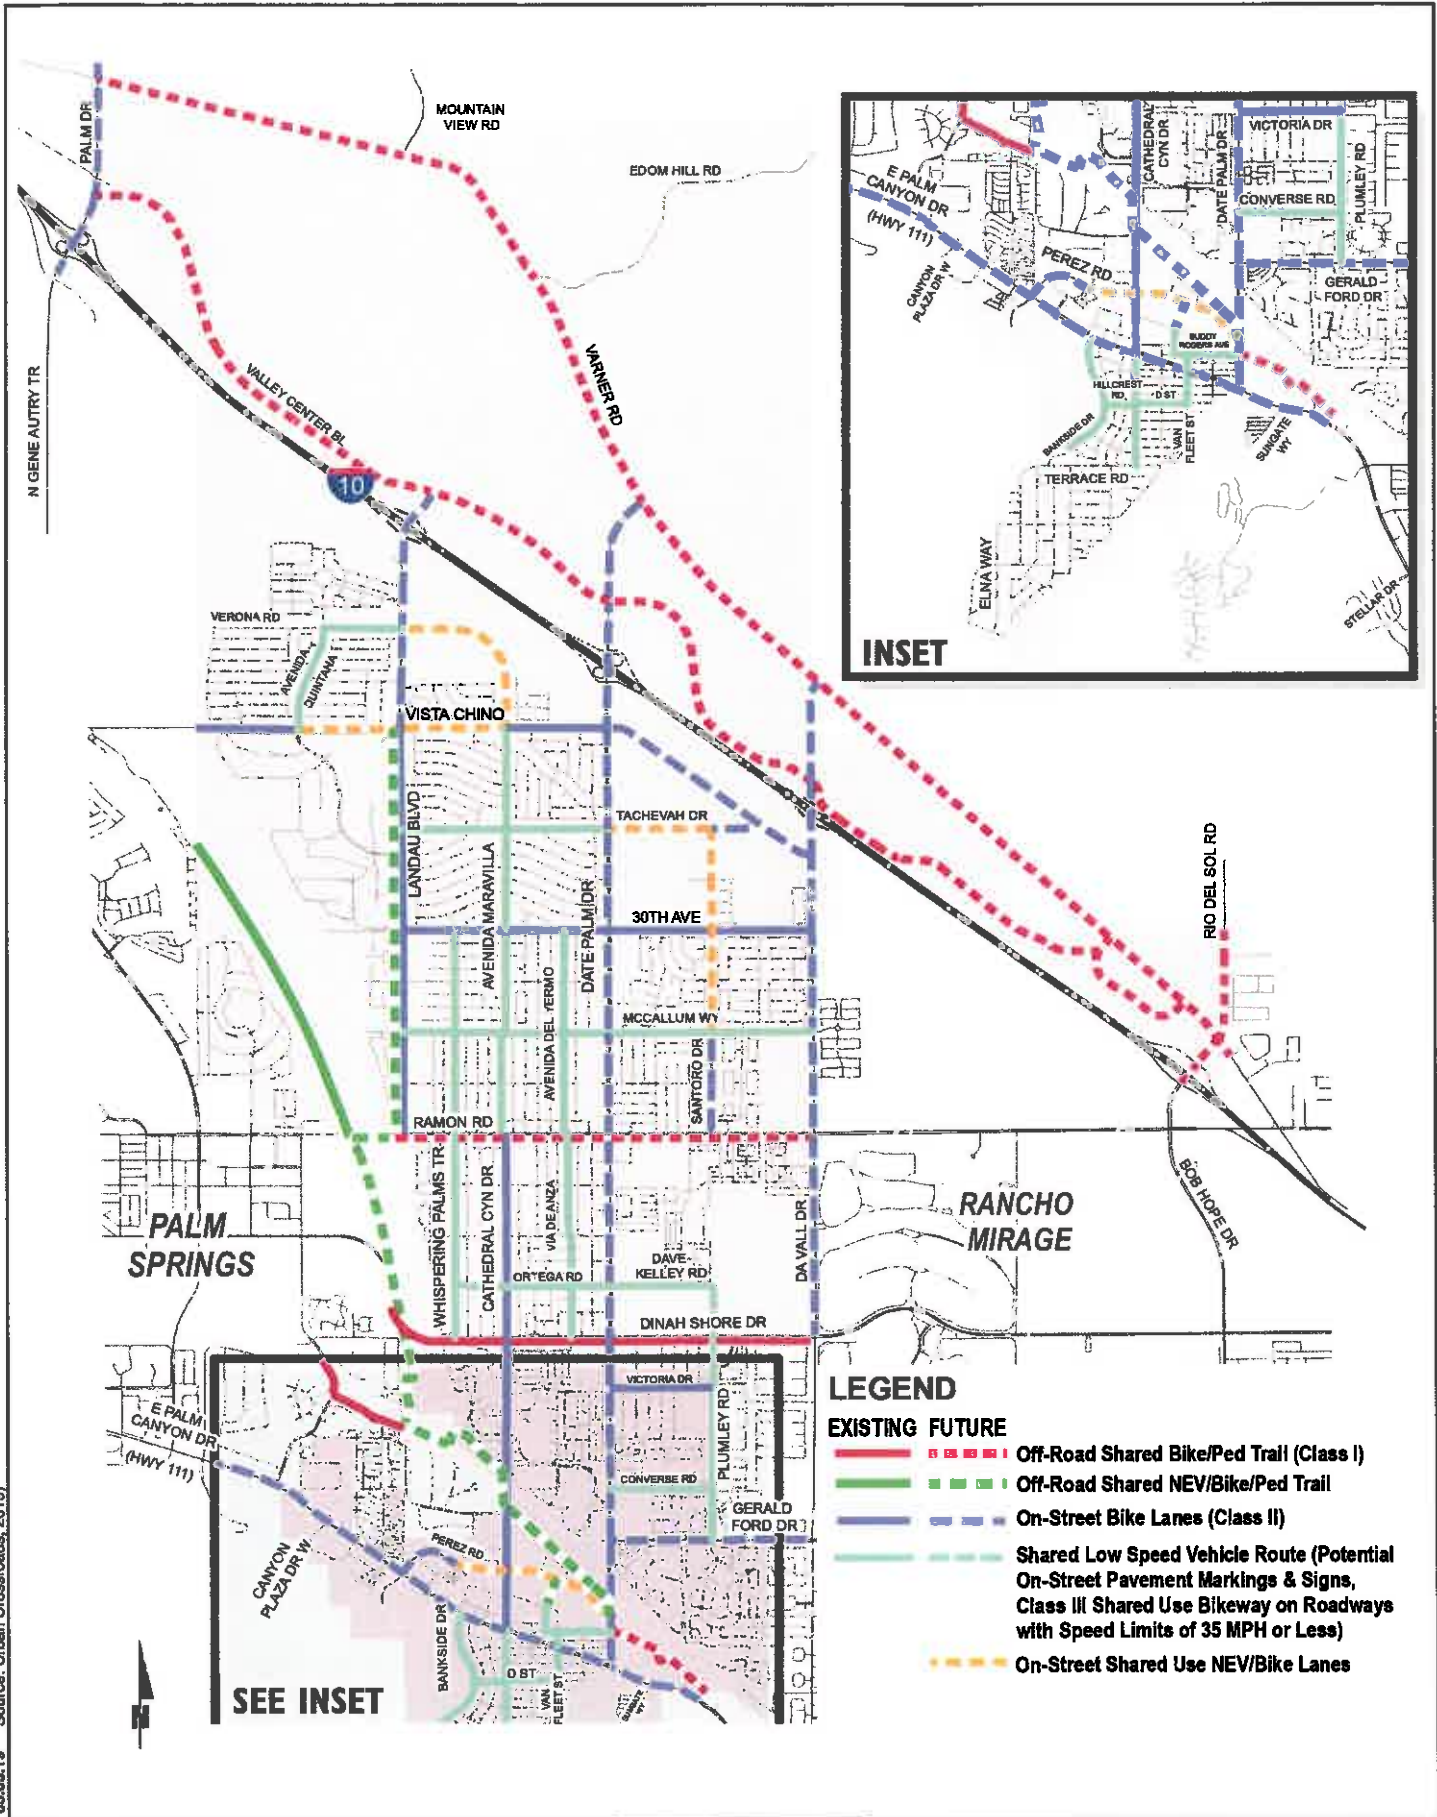 MOUNTAIN
VIEW RD
PALM DR
EDOM HILL RD
N GENE AUTRY TR
VALLEY CENTER BL
VARNER RD
10
VERONA RD
AVENIDA
QUINTANA
VISTA CHINO
LANDAU BLVD
TACHEVAH DR
AVENIDA MARAVILLA
DATE PALM DR
30TH AVE
AVENIDA DEL YERMO
MCCALLUM WY
SANTORO DR
RAMON RD
RIO DEL SOL RD
WHISPERING PALMS TR
CATHEDRAL CYN DR
VIA DE ANZA
DA VALL DR
BOB HOPE DR
PALM
SPRINGS
RANCHO
MIRAGE
ORTEGA RD
DAVE
KELLEY RD
DINAH SHORE DR
VICTORIA DR
PLUMLEY RD
E PALM
CANYON DR
(HWY 111)
CONVERSE RD
GERALD
FORD DR
PEREZ RD
CANYON
PLAZA DR W
BANKSIDE DR
D ST
VAN
FLEET ST
SEE INSET
N
CATHEDRAL
CYN DR
DATE PALM DR
VICTORIA DR
PLUMLEY RD
E PALM
CANYON DR
(HWY 111)
CONVERSE RD
PEREZ RD
CANYON
PLAZA DR W
GERALD
FORD DR
BUDDY
ROGERS AVE
HILLCREST
RD
D ST
BANKSIDE DR
VAN
FLEET ST
SUNGATE
WY
TERRACE RD
ELNA WAY
STELLAR DR
INSET
LEGEND
EXISTING FUTURE
Off-Road Shared Bike/Ped Trail (Class I)
Off-Road Shared NEV/Bike/Ped Trail
On-Street Bike Lanes (Class II)
Shared Low Speed Vehicle Route (Potential
On-Street Pavement Markings & Signs,
Class III Shared Use Bikeway on Roadways
with Speed Limits of 35 MPH or Less)
On-Street Shared Use NEV/Bike Lanes